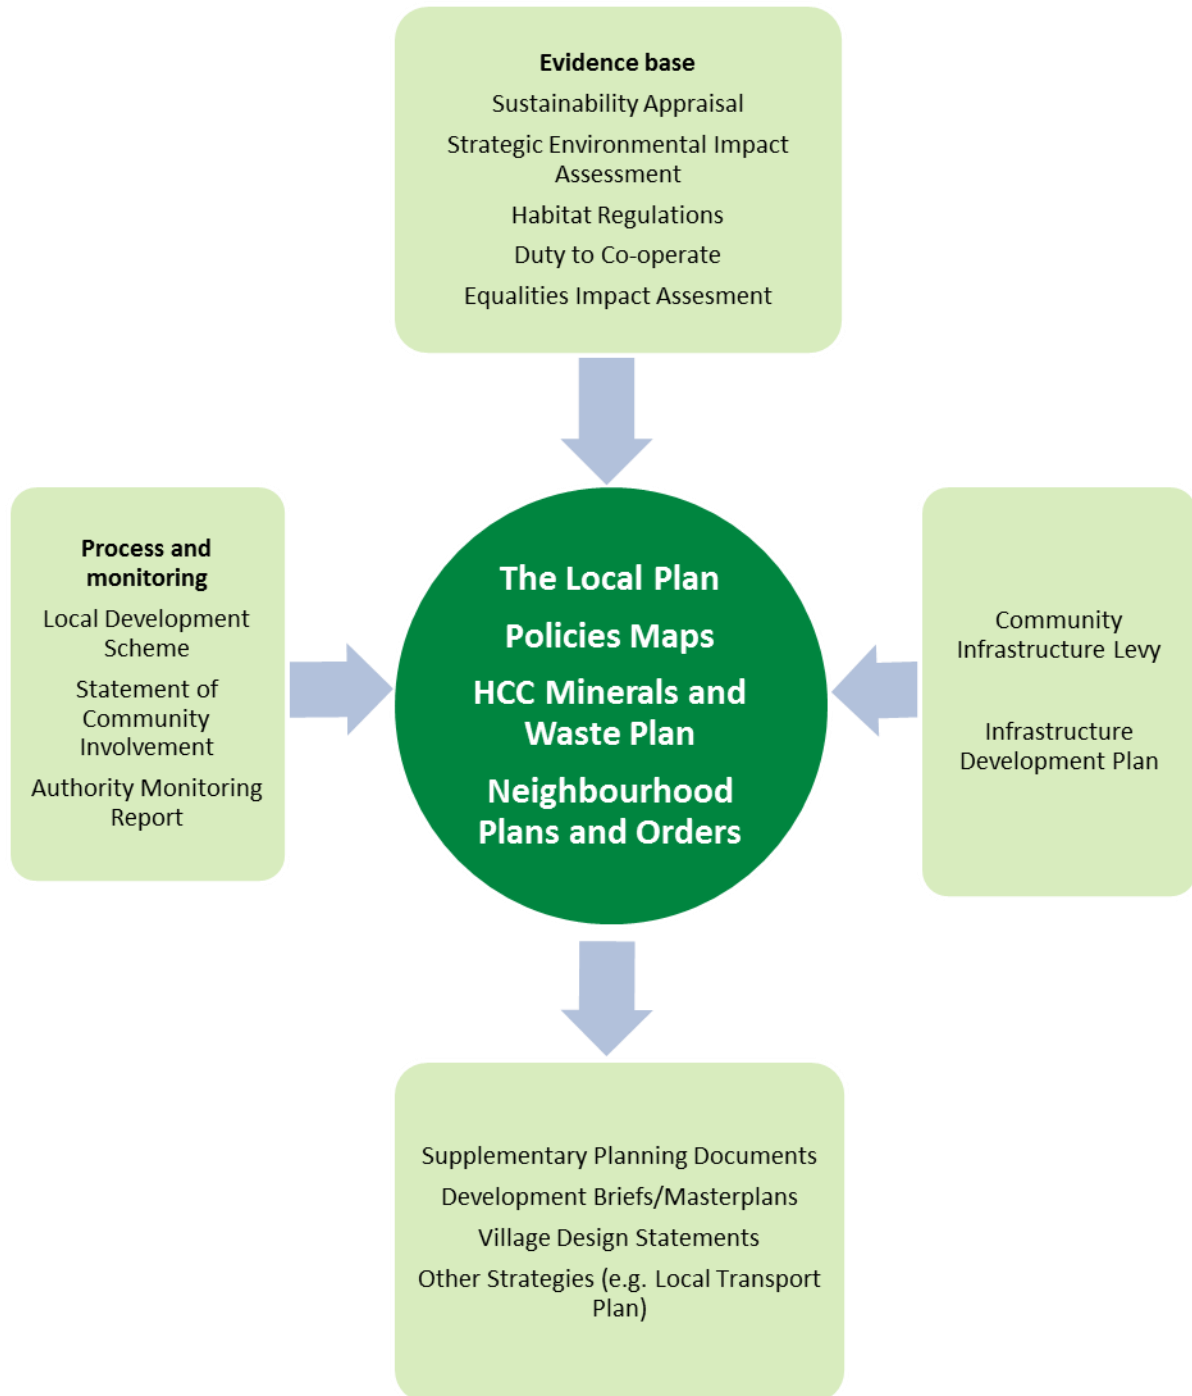 Evidence base
Sustainability Appraisal
Strategic Environmental Impact
Assessment
Habitat Regulations
Duty to Co-operate
Equalities Impact Assesment
Process and
monitoring
Local Development
Scheme
Statement of
Community
Involvement
Authority Monitoring
Report
The Local Plan
Policies Maps
HCC Minerals and
Waste Plan
Neighbourhood
Plans and Orders
Community
Infrastructure Levy
Infrastructure
Development Plan
Supplementary Planning Documents
Development Briefs/Masterplans
Village Design Statements
Other Strategies (e.g. Local Transport
Plan)